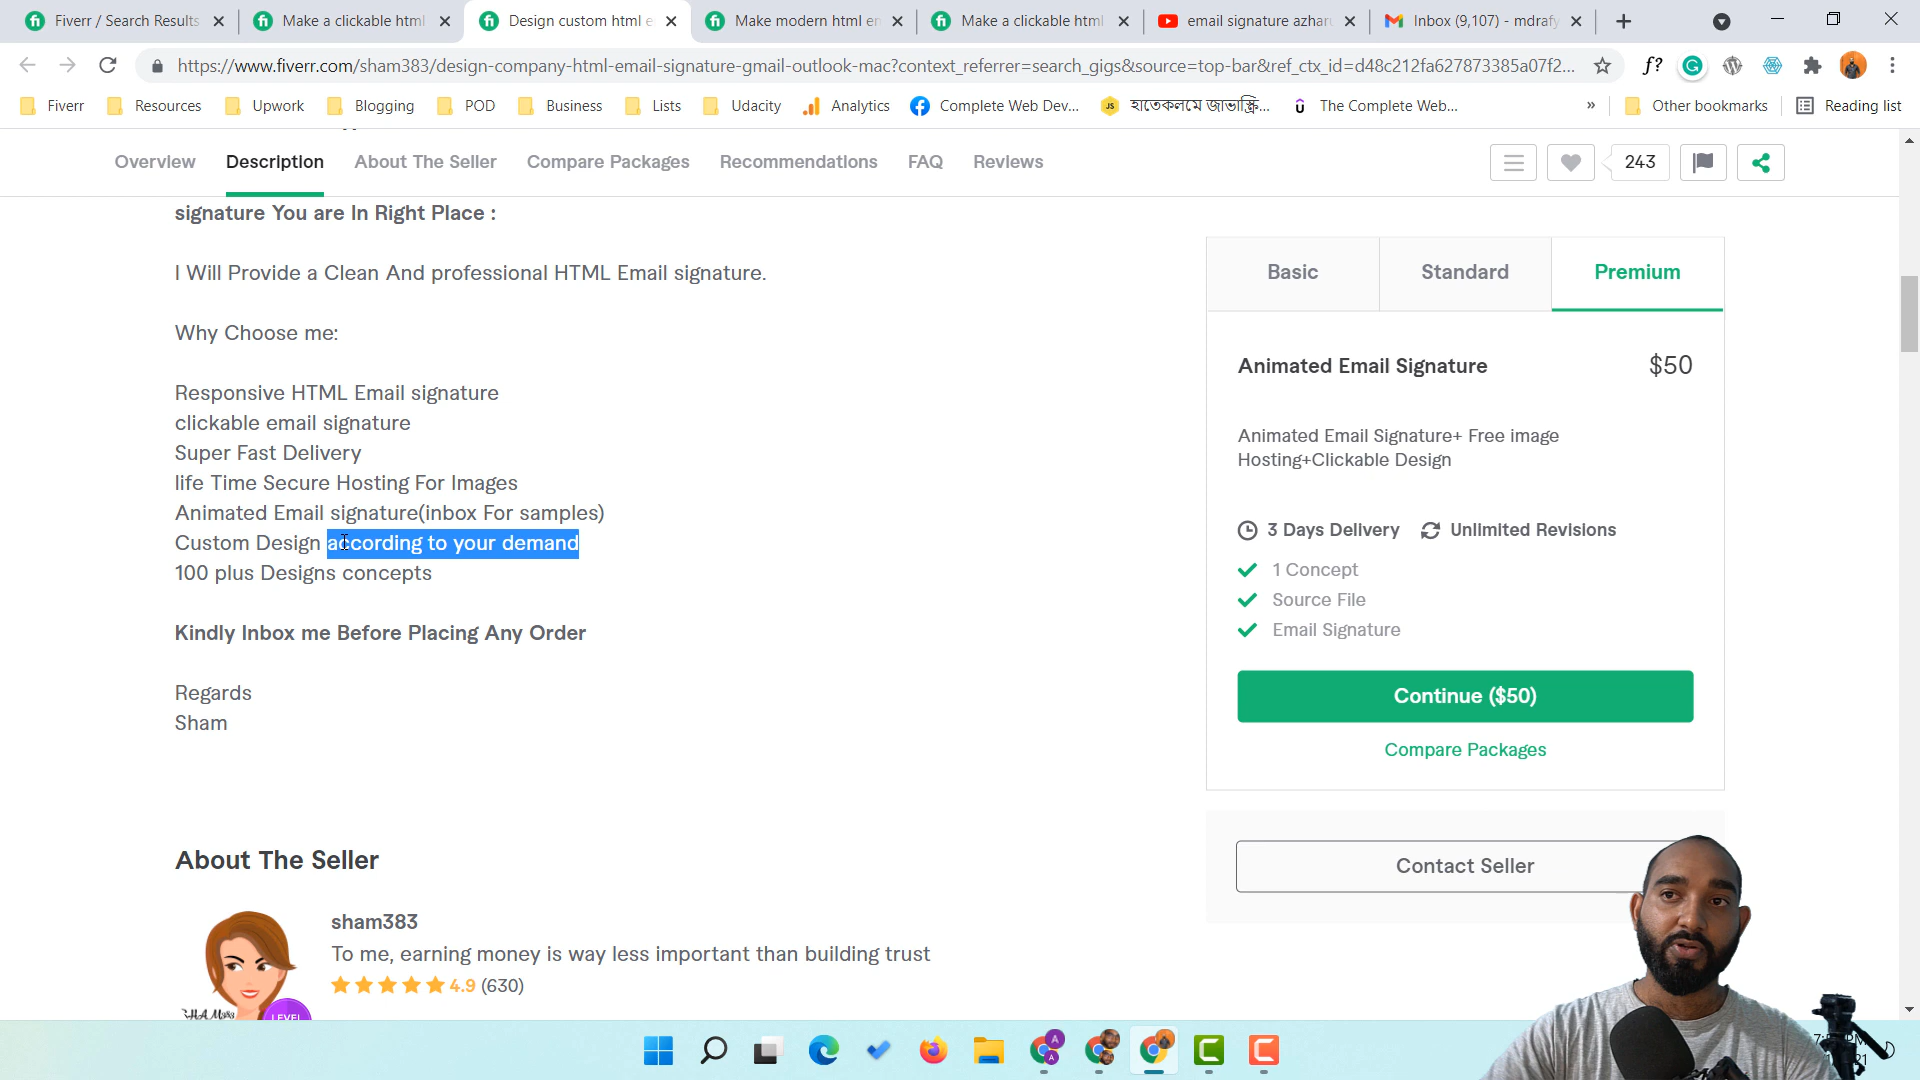 Fiverr / Search Results
Make a clickable html
Design custom html e
Make modern html em
Make a clickable html
email signature azhar
Inbox (9,107) - mdrafy
https://www.fiverr.com/sham383/design-company-html-email-signature-gmail-outlook-mac?context_referrer=search_gigs&source=top-bar&ref_ctx_id=d48c212fa627873385a07f2...
f?
Fiverr
Resources
Upwork
Blogging
POD
Business
Lists
Udacity
Analytics
Complete Web Dev...
JS
হাতেকলমে জাভাস্ক্রি...
The Complete Web...
»
Other bookmarks
Reading list
Overview
Description
About The Seller
Compare Packages
Recommendations
FAQ
Reviews
243
signature You are In Right Place :
I Will Provide a Clean And professional HTML Email signature.
Why Choose me:
Responsive HTML Email signature
clickable email signature
Super Fast Delivery
life Time Secure Hosting For Images
Animated Email signature(inbox For samples)
Custom Design according to your demand
100 plus Designs concepts
Kindly Inbox me Before Placing Any Order
Regards
Sham
Basic
Standard
Premium
Animated Email Signature
$50
Animated Email Signature+ Free image
Hosting+Clickable Design
3 Days Delivery
Unlimited Revisions
1 Concept
Source File
Email Signature
Continue ($50)
Compare Packages
Contact Seller
About The Seller
sham383
To me, earning money is way less important than building trust
4.9 (630)
LEVEL